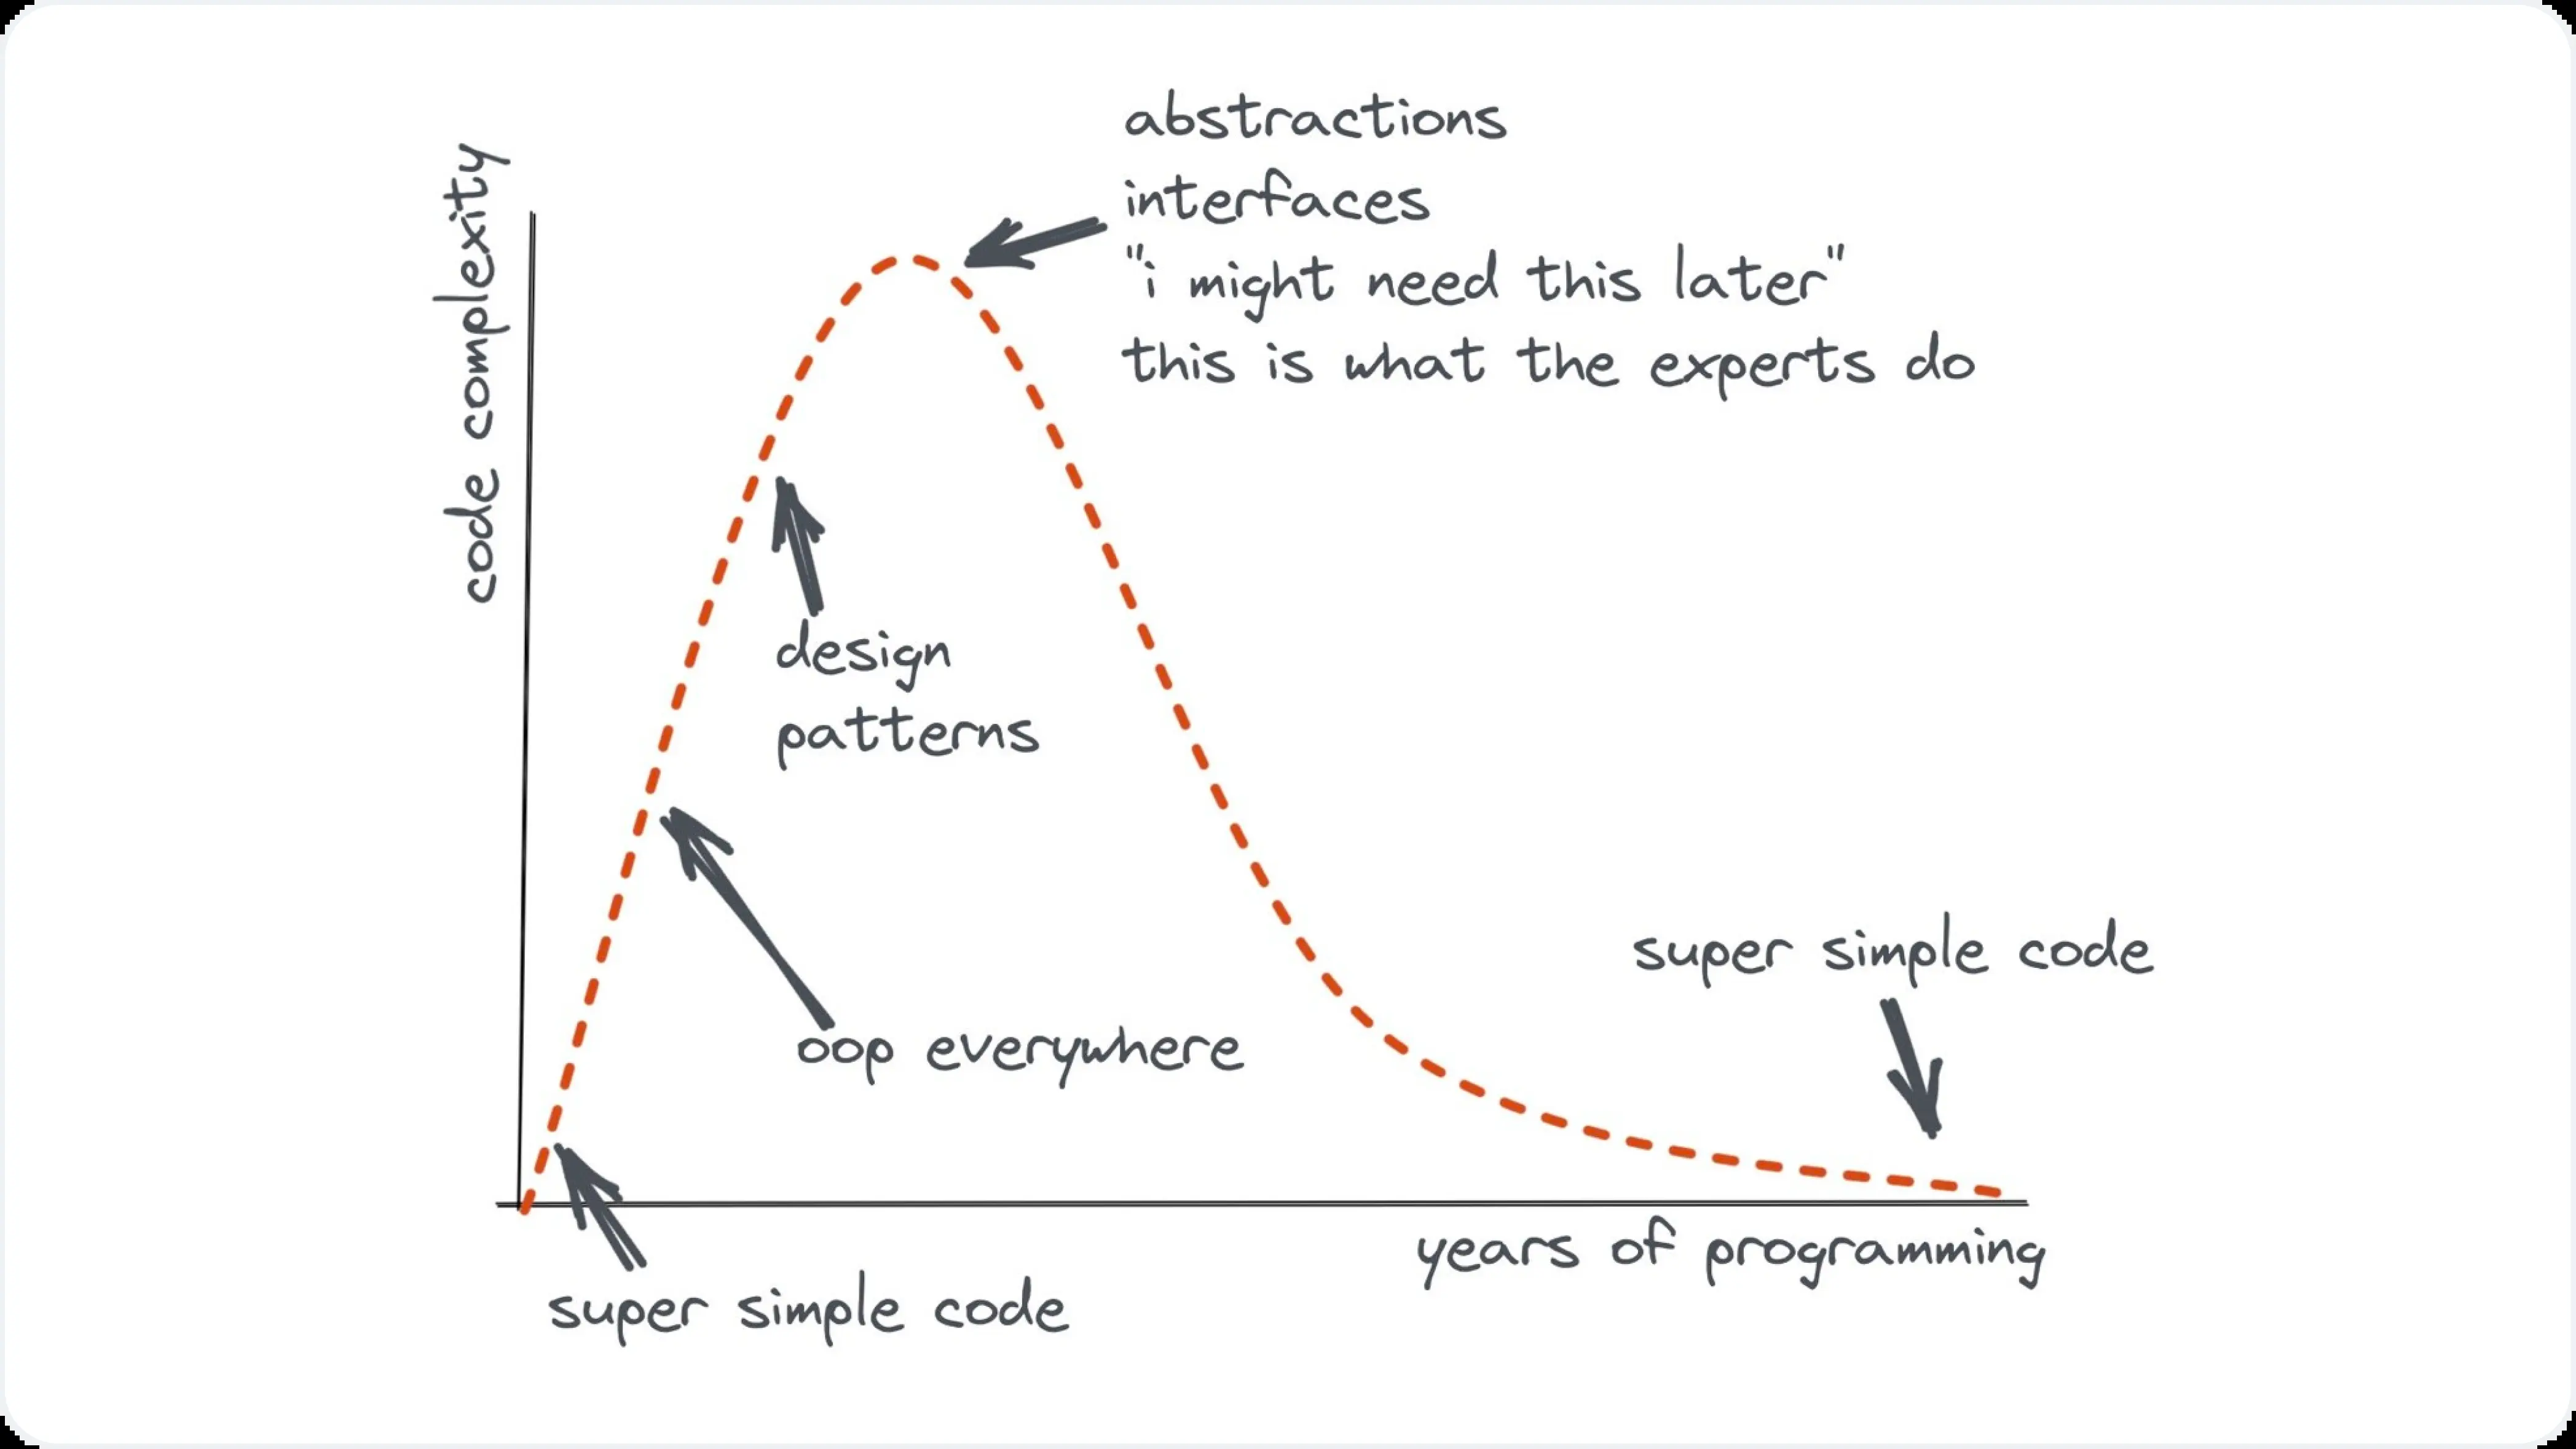 code complexity
abstractions
interfaces
"i might need this later"
this is what the experts do
design
patterns
oop everywhere
super simple code
super simple code
years of programming